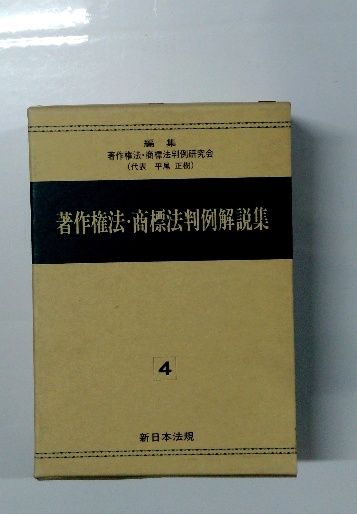 編集
著作権法・商標法判例研究会
(代表 平尾 正樹)
著作権法・商標法判例解説集
4
新日本法規